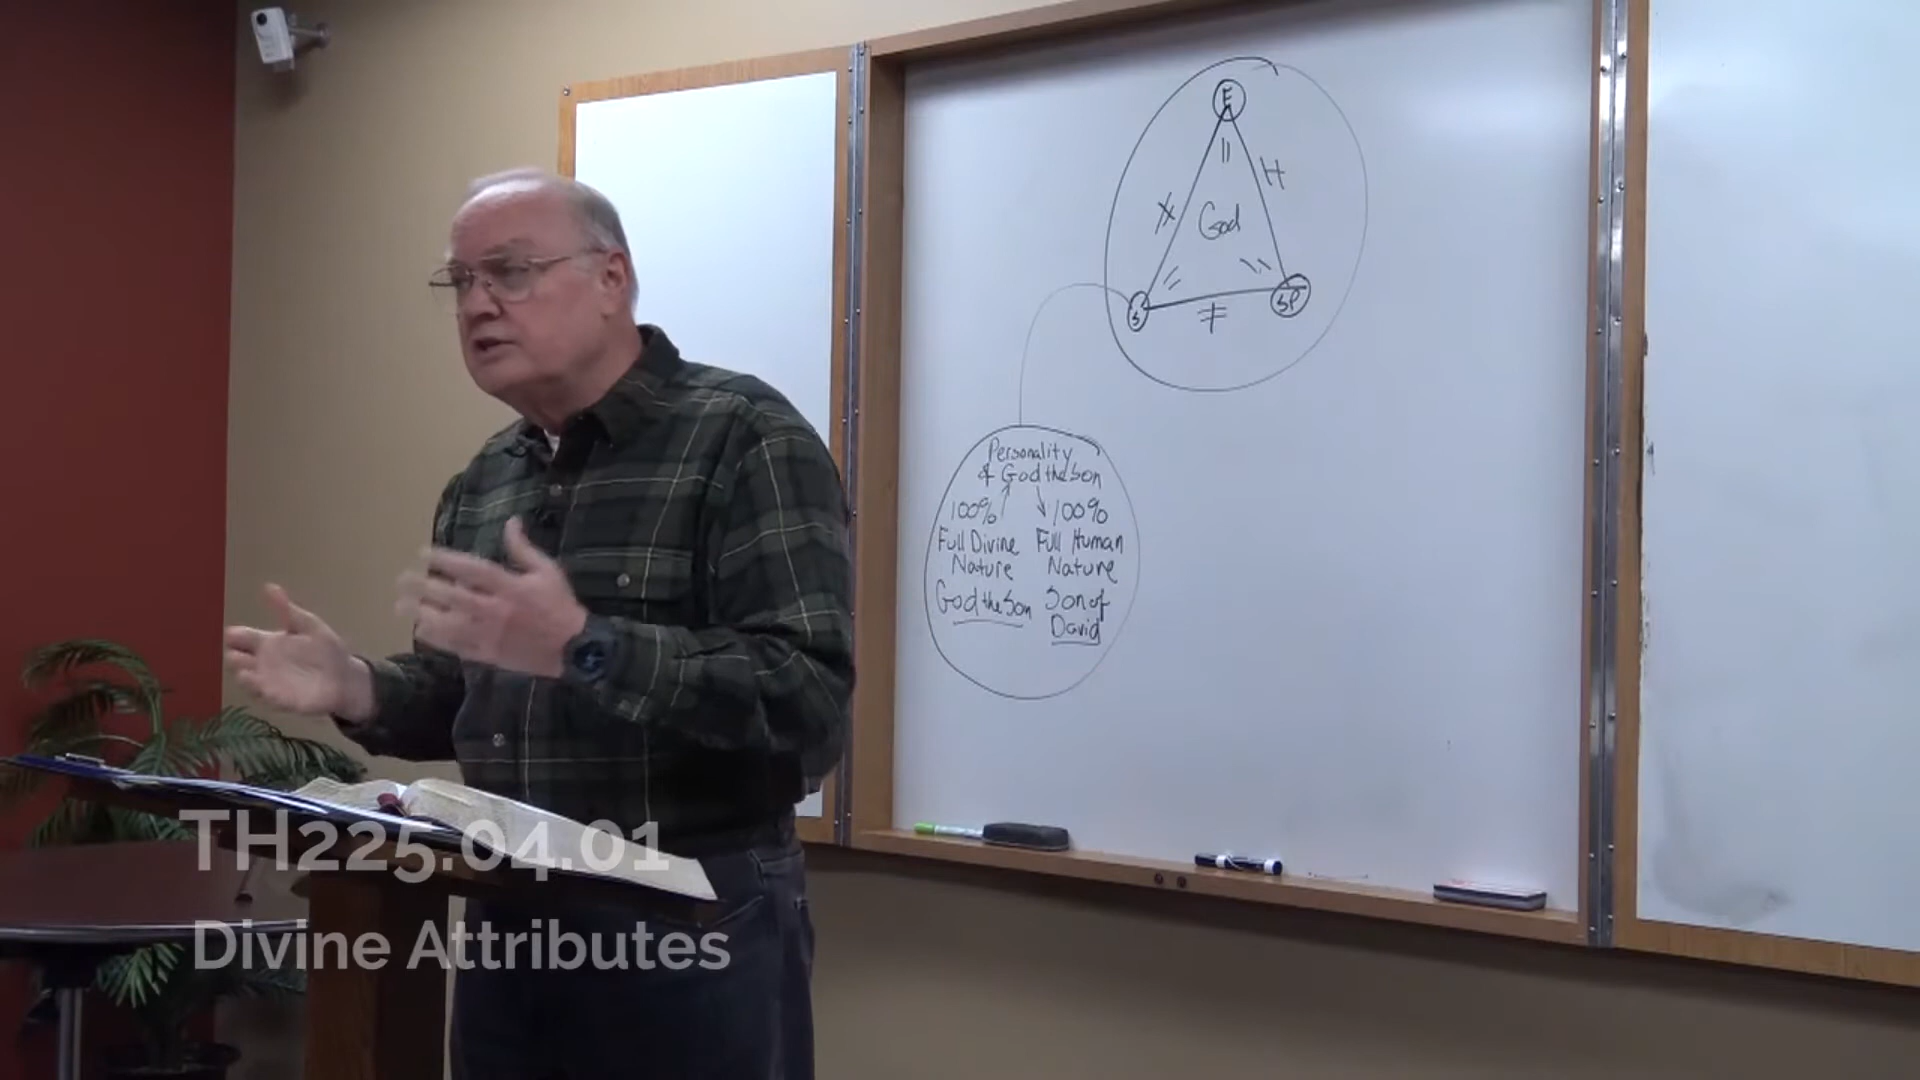 F
God
S
SP
Personality
& God the Son
100% 100%
Full Divine Full Human
Nature Nature
God the Son Son of
David
TH225.04.01
Divine Attributes